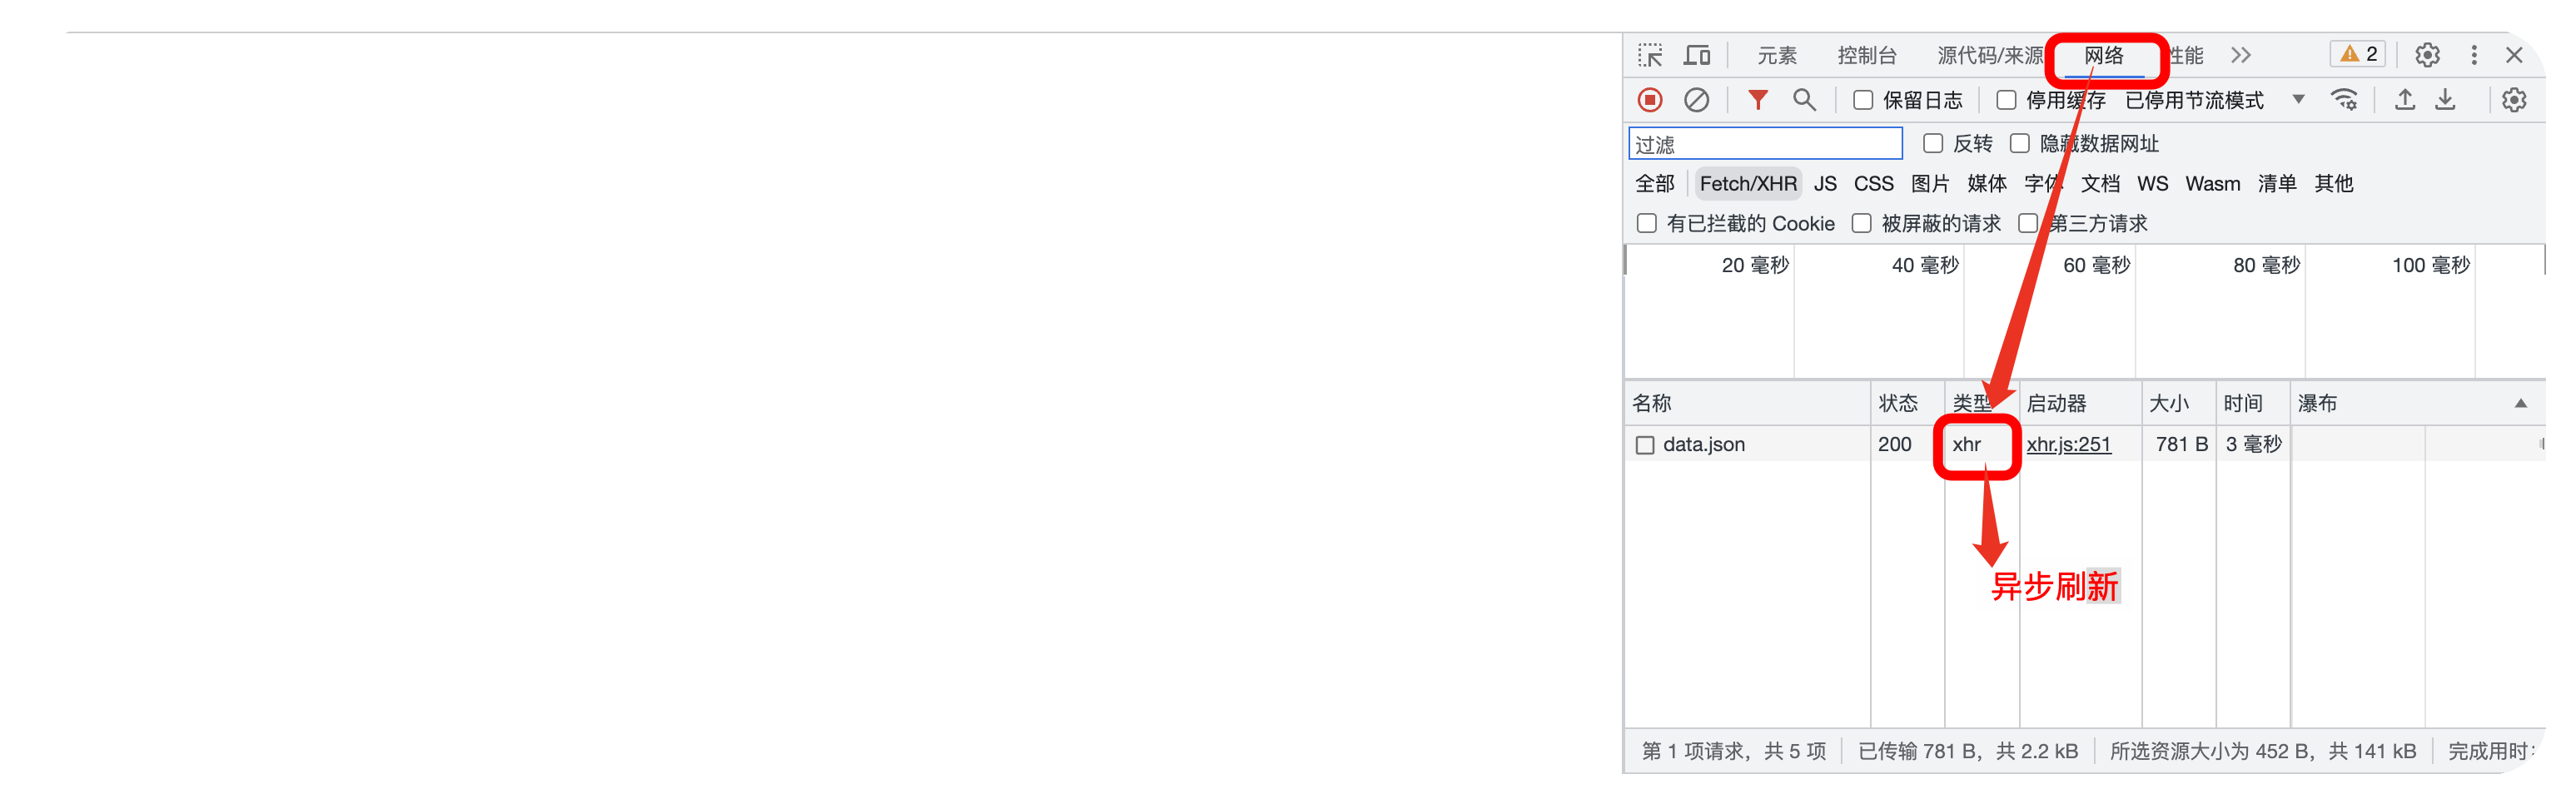 元素 控制台 源代码/来源 网络 性能 2
保留日志 停用缓存 已停用节流模式
过滤 反转 隐藏数据网址
全部 Fetch/XHR JS CSS 图片 媒体 字体 文档 WS Wasm 清单 其他
有已拦截的 Cookie 被屏蔽的请求 第三方请求
20 毫秒 40 毫秒 60 毫秒 80 毫秒 100 毫秒
名称 状态 类型 启动器 大小 时间 瀑布
data.json 200 xhr xhr.js:251 781 B 3 毫秒
异步刷新
第 1 项请求，共 5 项 已传输 781 B，共 2.2 kB 所选资源大小为 452 B，共 141 kB 完成用时：